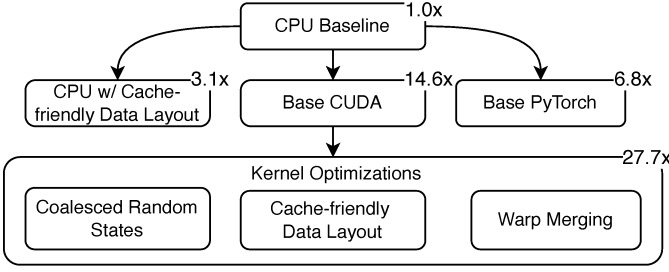 1.0x
CPU Baseline
3.1x
14.6x
6.8x
CPU w/ Cache-
friendly Data Layout
Base CUDA
Base PyTorch
27.7x
Kernel Optimizations
Coalesced Random
States
Cache-friendly
Data Layout
Warp Merging